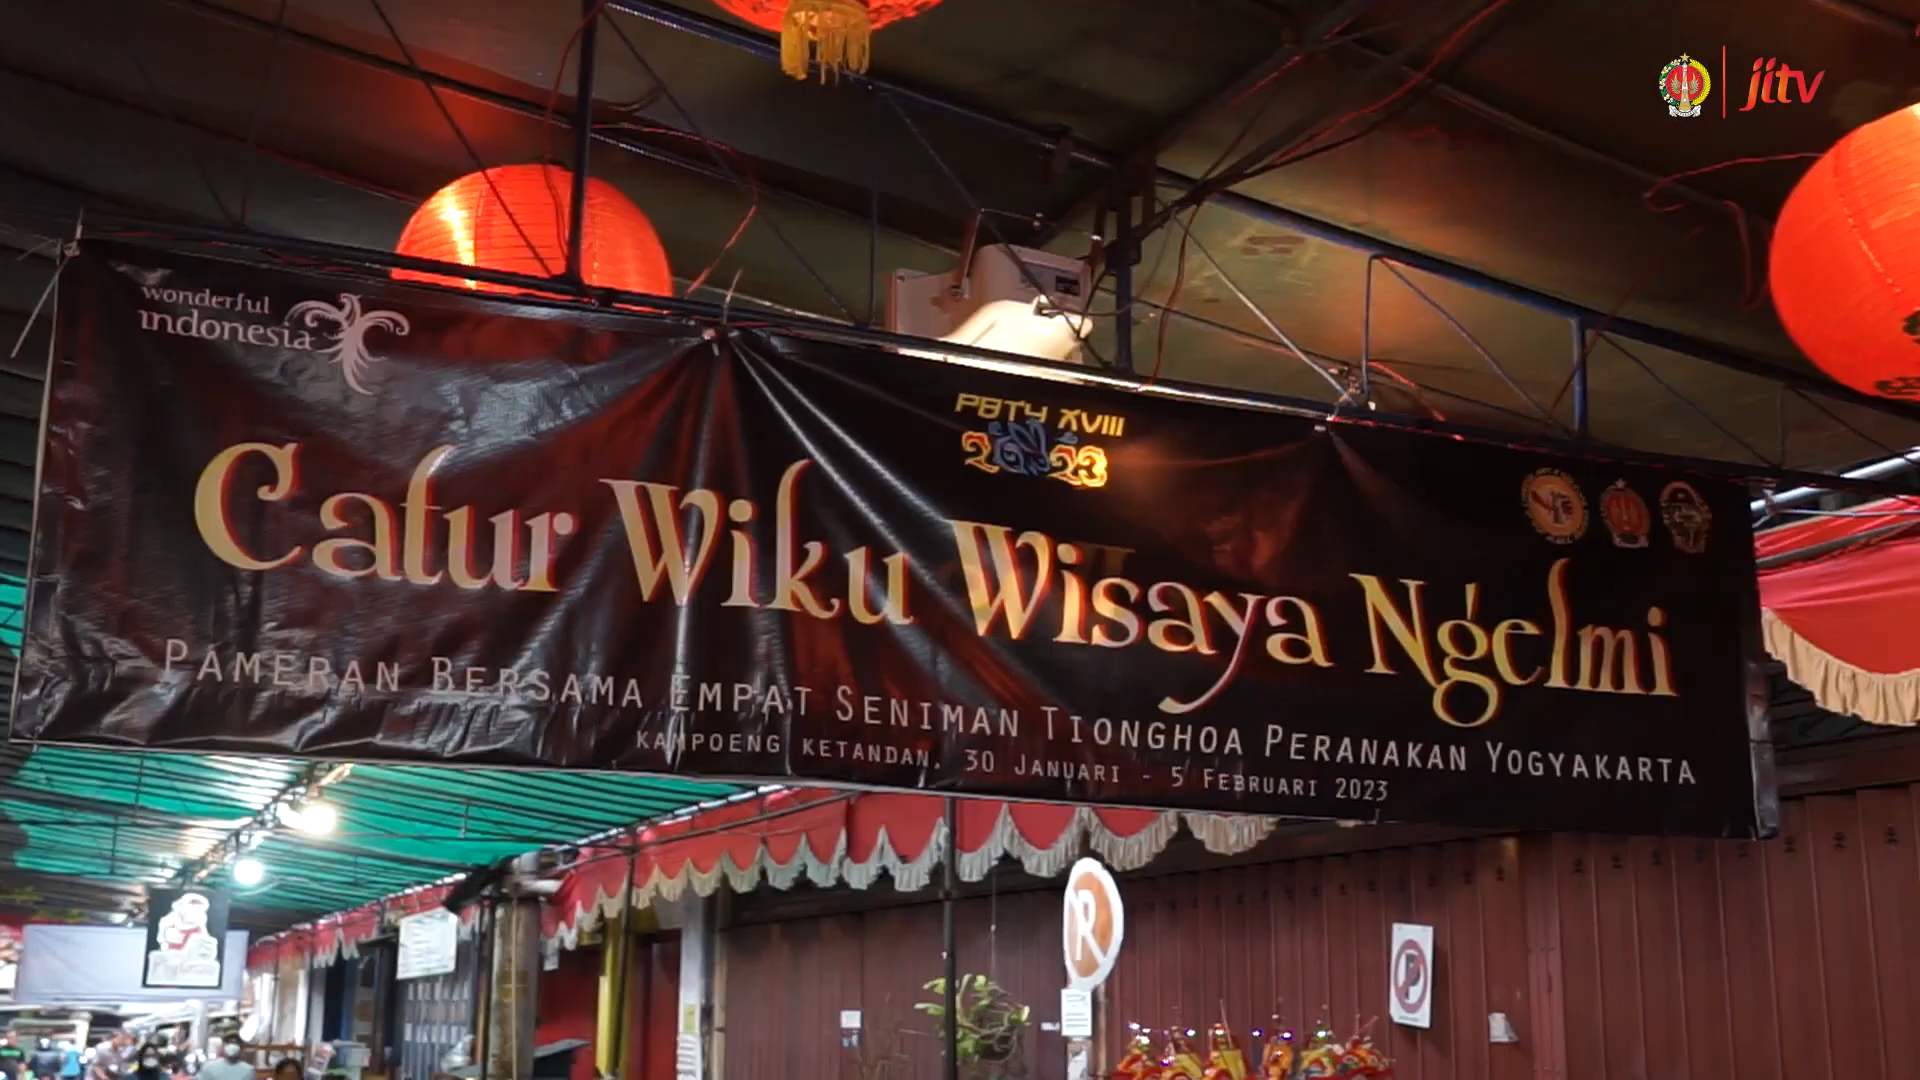 jitv
wonderful
indonesia
PBTY XVIII
2023
Catur Wiku Wisaya Ngelmi
PAMERAN BERSAMA EMPAT SENIMAN TIONGHOA PERANAKAN YOGYAKARTA
KAMPOENG KETANDAN, 30 JANUARI - 5 FEBRUARI 2023
R
P